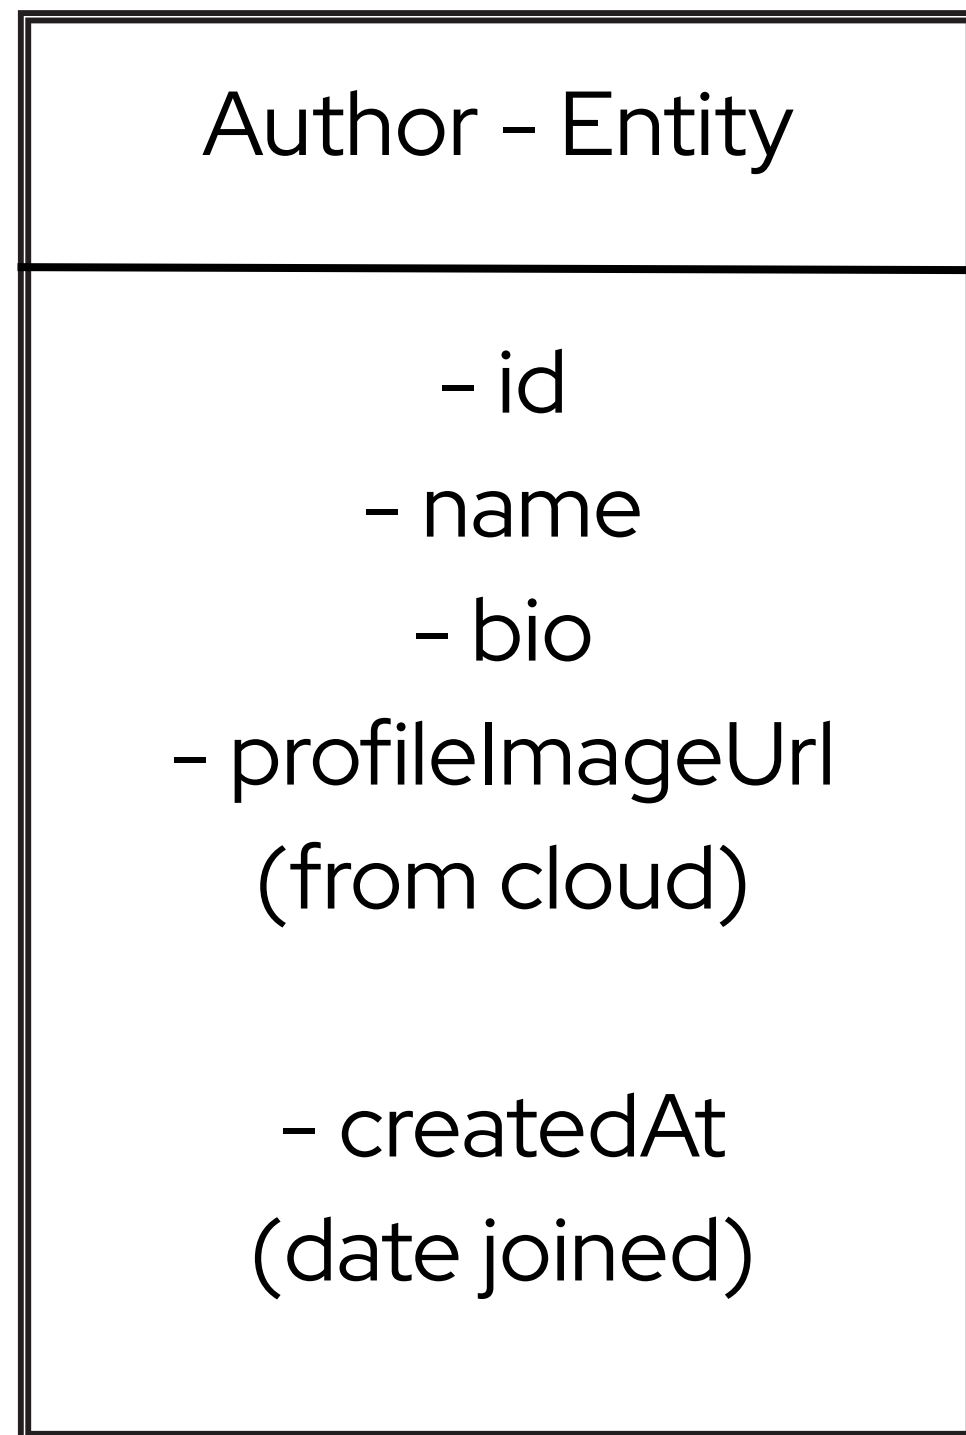 Author - Entity
- id
- name
- bio
- profileImageUrl
(from cloud)
- createdAt
(date joined)